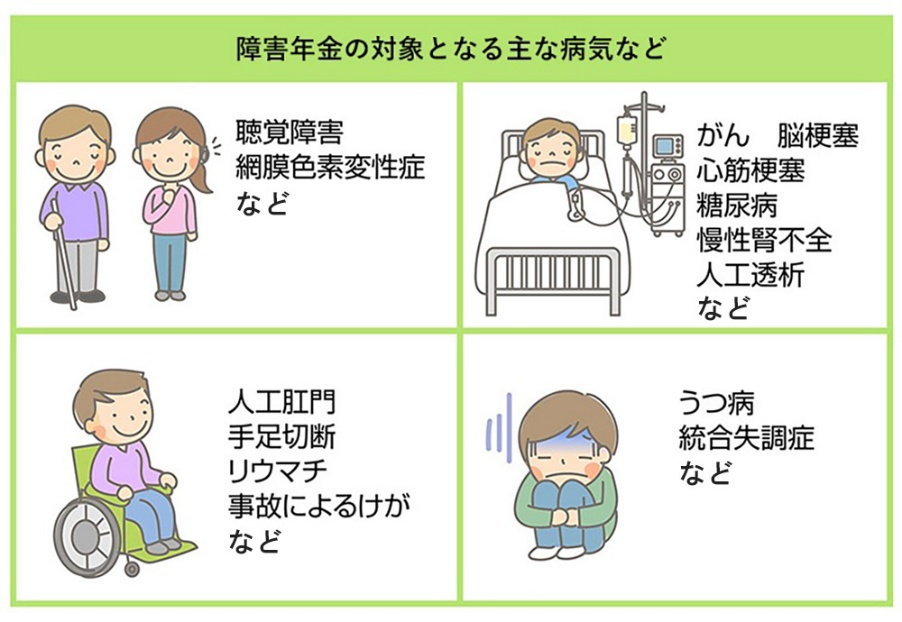 障害年金の対象となる主な病気など
聴覚障害
網膜色素変性症
など
がん　脳梗塞
心筋梗塞
糖尿病
慢性腎不全
人工透析
など
人工肛門
手足切断
リウマチ
事故によるけが
など
うつ病
統合失調症
など